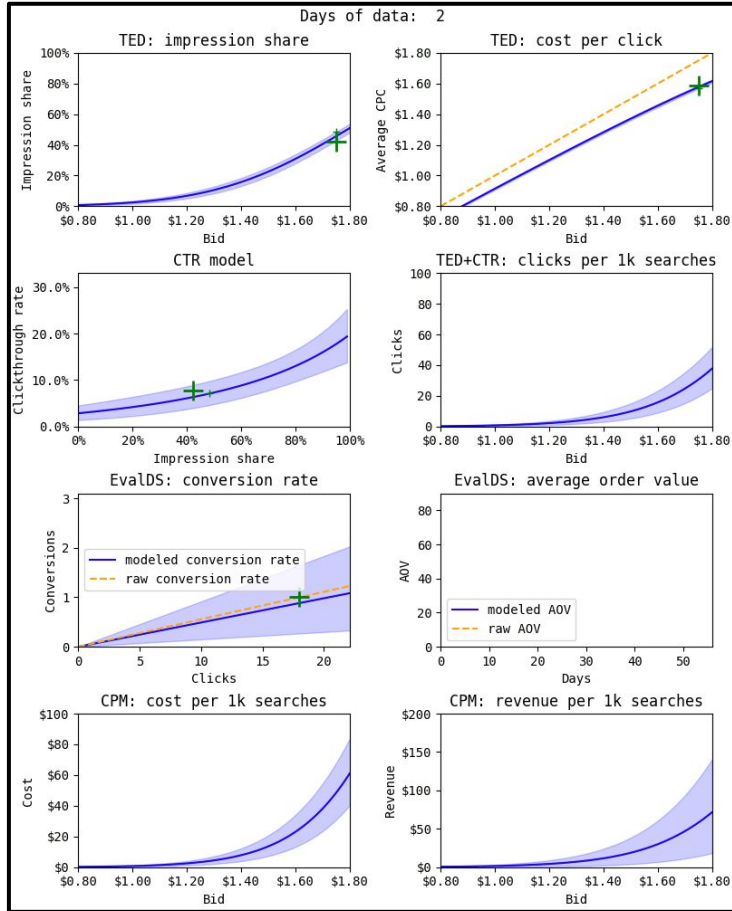 Days of data: 2
TED: impression share
Impression share
100%
80%
60%
40%
20%
0%
$0.80 $1.00 $1.20 $1.40 $1.60 $1.80
Bid
TED: cost per click
Average CPC
$1.80
$1.60
$1.40
$1.20
$1.00
$0.80
$0.80 $1.00 $1.20 $1.40 $1.60 $1.80
Bid
CTR model
Clickthrough rate
30.0%
20.0%
10.0%
0.0%
0% 20% 40% 60% 80% 100%
Impression share
TED+CTR: clicks per 1k searches
Clicks
100
80
60
40
20
0
$0.80 $1.00 $1.20 $1.40 $1.60 $1.80
Bid
EvalDS: conversion rate
Conversions
3
2
1
0
modeled conversion rate
raw conversion rate
0 5 10 15 20
Clicks
EvalDS: average order value
AOV
80
60
40
20
0
modeled AOV
raw AOV
0 10 20 30 40 50
Days
CPM: cost per 1k searches
Cost
$100
$80
$60
$40
$20
$0
$0.80 $1.00 $1.20 $1.40 $1.60 $1.80
Bid
CPM: revenue per 1k searches
Revenue
$200
$150
$100
$50
$0
$0.80 $1.00 $1.20 $1.40 $1.60 $1.80
Bid